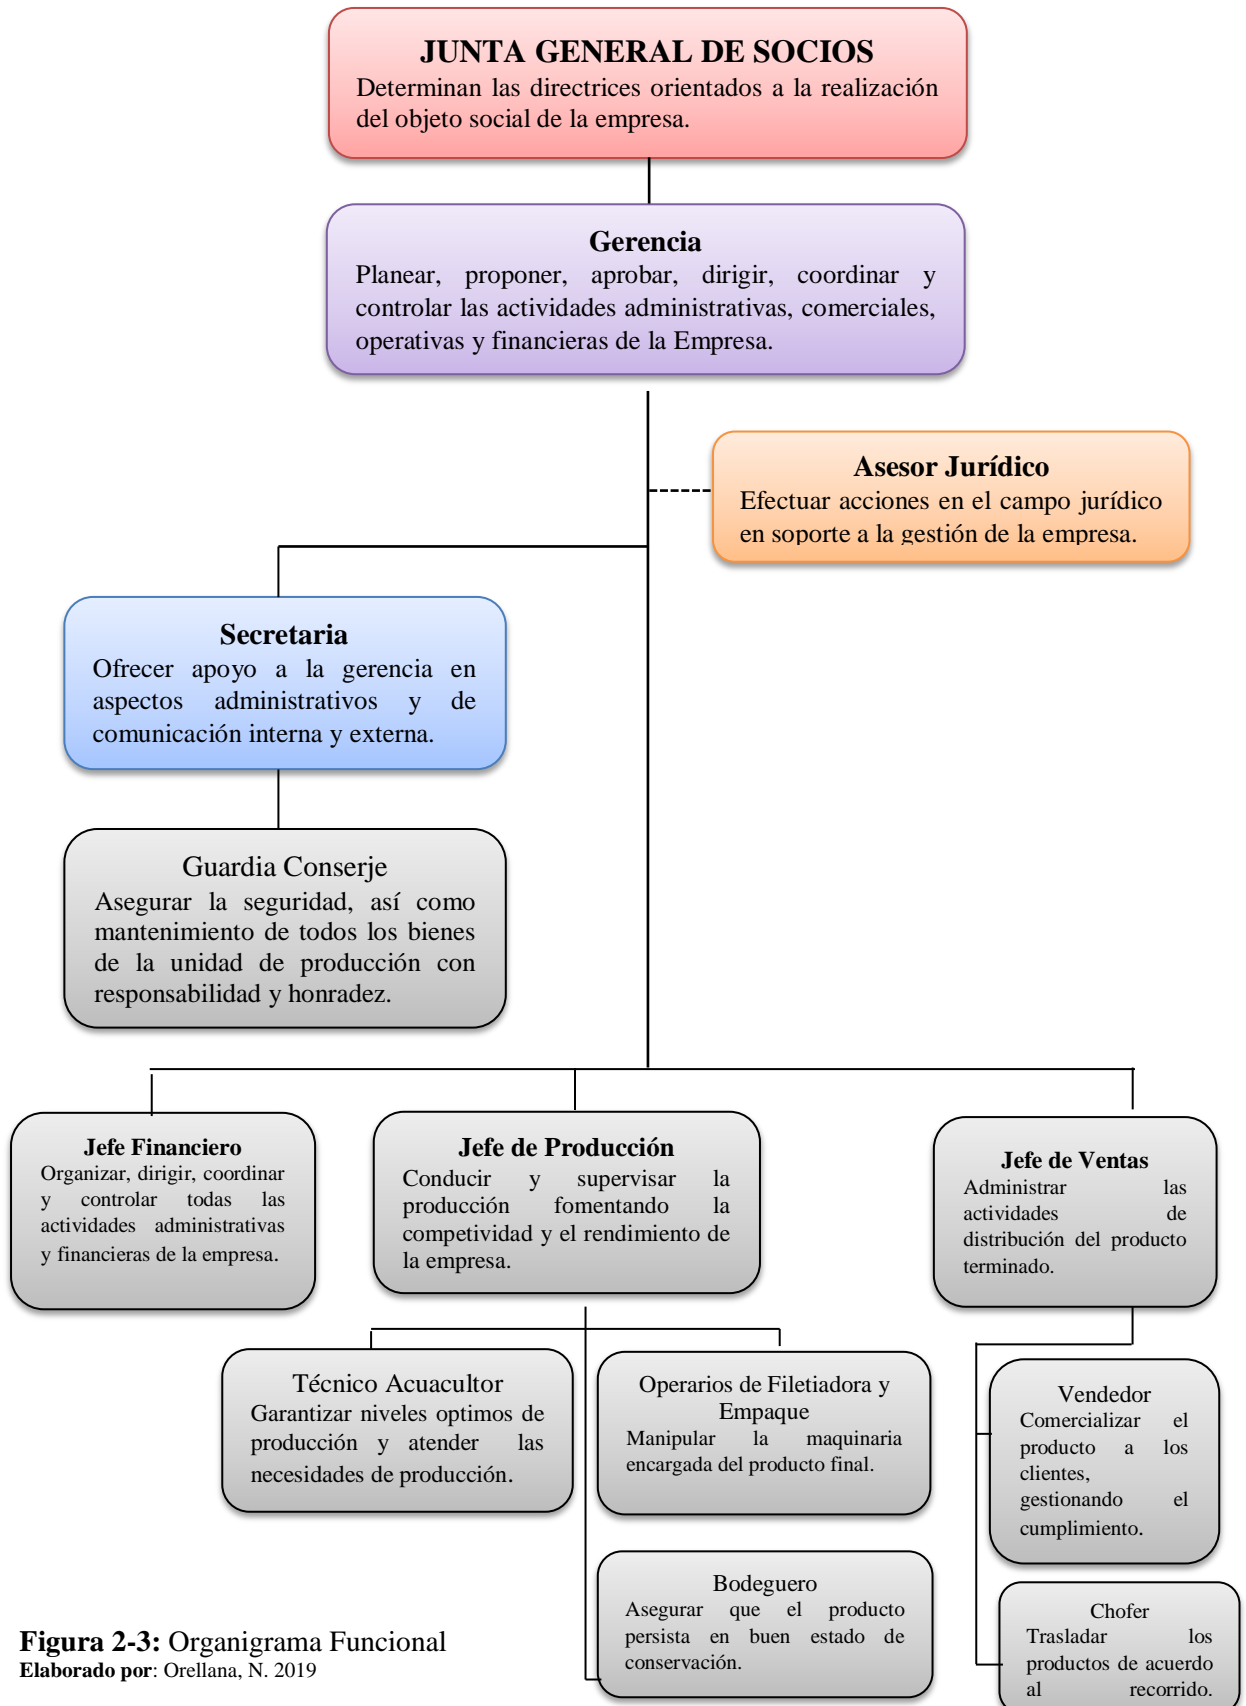 JUNTA GENERAL DE SOCIOS
Determinan las directrices orientados a la realización
del objeto social de la empresa.
Gerencia
Planear, proponer, aprobar, dirigir, coordinar y
controlar las actividades administrativas, comerciales,
operativas y financieras de la Empresa.
Asesor Jurídico
Efectuar acciones en el campo jurídico
en soporte a la gestión de la empresa.
Secretaria
Ofrecer apoyo a la gerencia en
aspectos administrativos y de
comunicación interna y externa.
Guardia Conserje
Asegurar la seguridad, así como
mantenimiento de todos los bienes
de la unidad de producción con
responsabilidad y honradez.
Jefe Financiero
Organizar, dirigir, coordinar
y controlar todas las
actividades administrativas
y financieras de la empresa.
Jefe de Producción
Conducir y supervisar la
producción fomentando la
competividad y el rendimiento de
la empresa.
Jefe de Ventas
Administrar las
actividades de
distribución del producto
terminado.
Técnico Acuacultor
Garantizar niveles optimos de
producción y atender las
necesidades de producción.
Operarios de Filetiadora y
Empaque
Manipular la maquinaria
encargada del producto final.
Vendedor
Comercializar el
producto a los
clientes,
gestionando el
cumplimiento.
Bodeguero
Asegurar que el producto
persista en buen estado de
conservación.
Chofer
Trasladar los
productos de acuerdo
al recorrido.
Figura 2-3: Organigrama Funcional
Elaborado por: Orellana, N. 2019